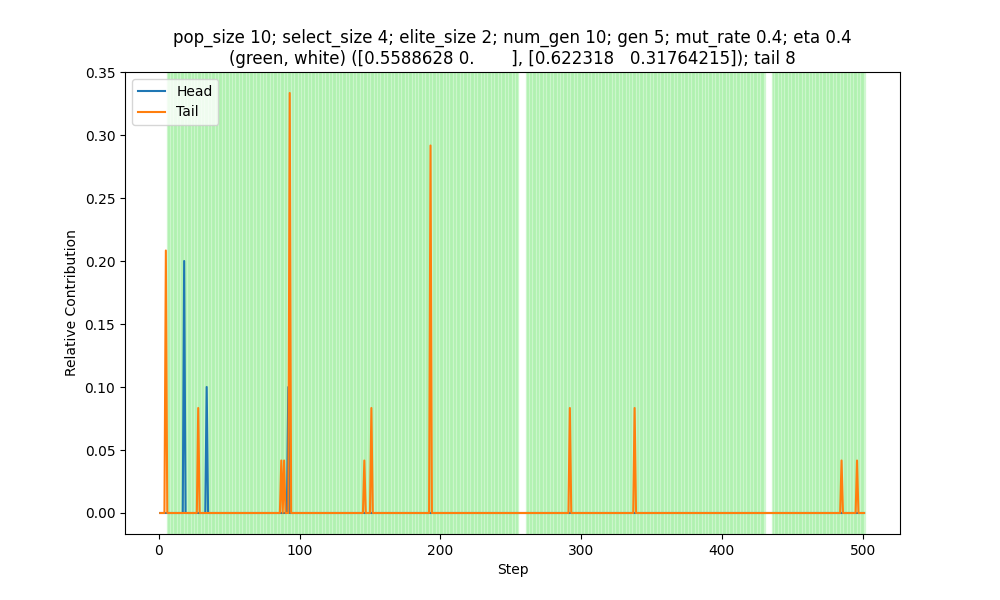 pop_size 10; select_size 4; elite_size 2; num_gen 10; gen 5; mut_rate 0.4; eta 0.4
(green, white) ([0.5588628 0.       ], [0.622318   0.31764215]); tail 8
Head
Tail
0.35
0.30
0.25
0.20
0.15
0.10
0.05
0.00
Relative Contribution
0 100 200 300 400 500
Step